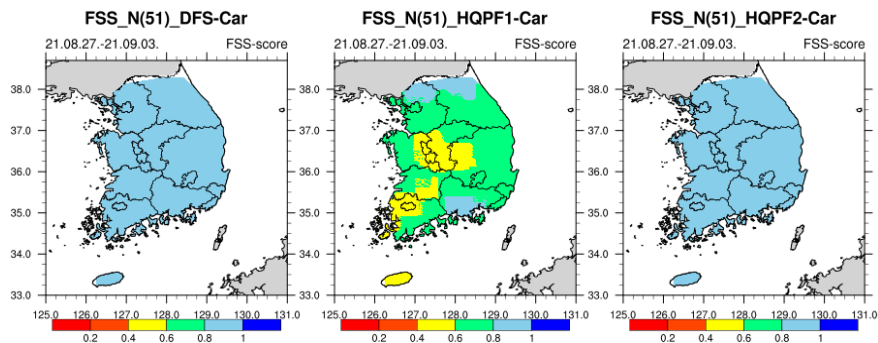 FSS_N(51)_DFS-Car FSS_N(51)_HQPF1-Car FSS_N(51)_HQPF2-Car
21.08.27.-21.09.03. FSS-score 21.08.27.-21.09.03. FSS-score 21.08.27.-21.09.03. FSS-score
38.0 38.0 38.0
37.0 37.0 37.0
36.0 36.0 36.0
35.0 35.0 35.0
34.0 34.0 34.0
33.0 33.0 33.0
125.0 126.0 127.0 128.0 129.0 130.0 131.0 125.0 126.0 127.0 128.0 129.0 130.0 131.0 125.0 126.0 127.0 128.0 129.0 130.0 131.0
0.2 0.4 0.6 0.8 1 0.2 0.4 0.6 0.8 1 0.2 0.4 0.6 0.8 1